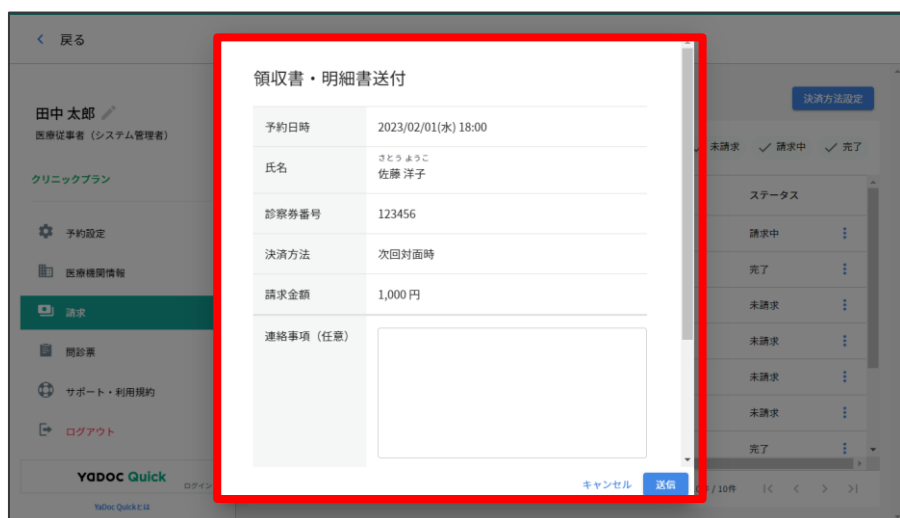 戻る
田中 太郎
医療従事者（システム管理者）
クリニックプラン
予約設定
医療機関情報
請求
問診票
サポート・利用規約
ログアウト
YaDOC Quick
ログイン
YaDoc Quickとは
領収書・明細書送付
予約日時 2023/02/01(水) 18:00
さとう ようこ
氏名 佐藤 洋子
診察券番号 123456
決済方法 次回対面時
請求金額 1,000 円
連絡事項（任意）
キャンセル 送信
決済方法設定
未請求 請求中 完了
ステータス
請求中
完了
未請求
未請求
未請求
未請求
完了
/ 10件